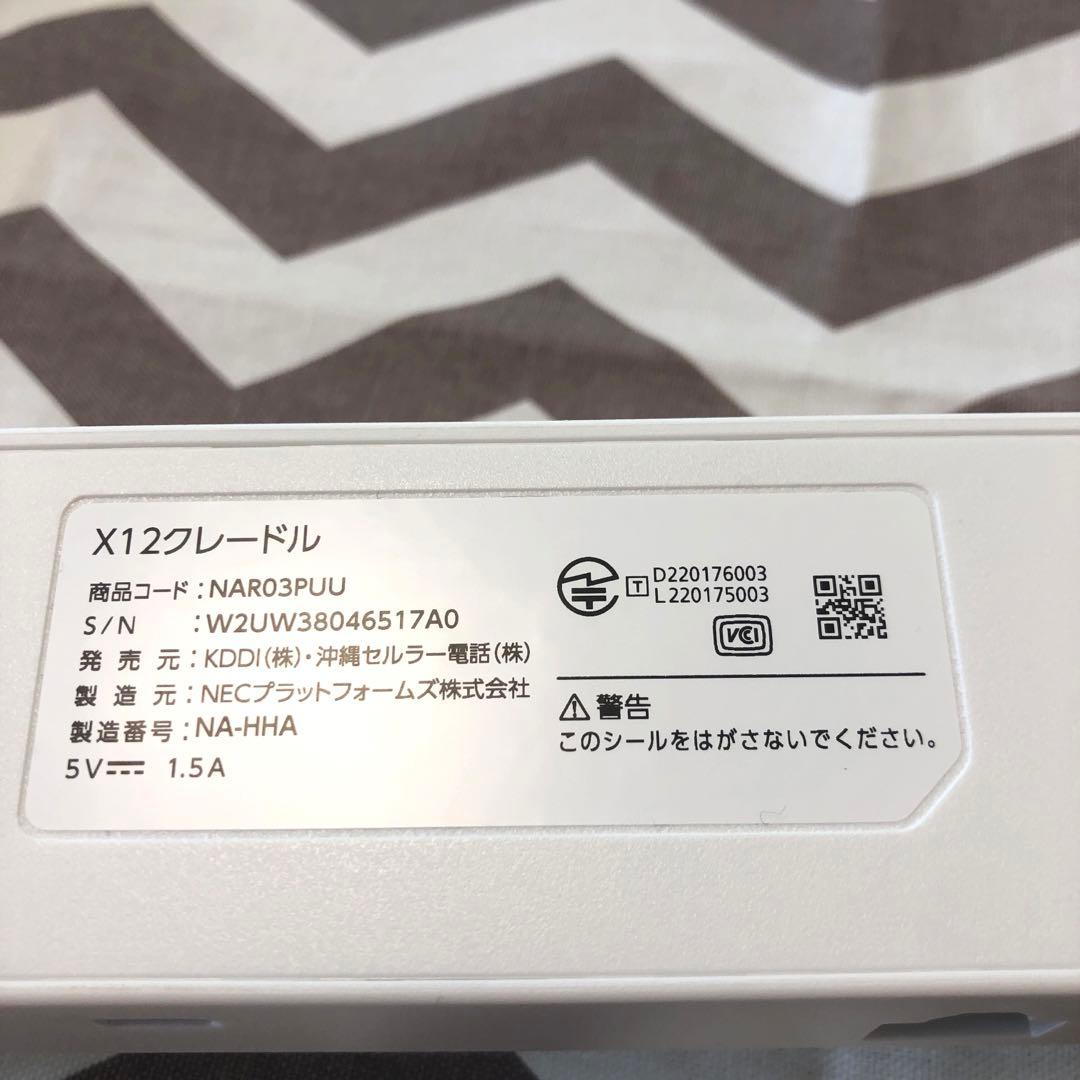 X12クレードル
商品コード：NAR03PUU
S/N　：W2UW38046517A0
発売元：KDDI(株)・沖縄セルラー電話(株)
製造元：NECプラットフォームズ株式会社
製造番号：NA-HHA
5V⎓ 1.5A
T D220176003
L220175003
VCCI
⚠警告
このシールをはがさないでください。